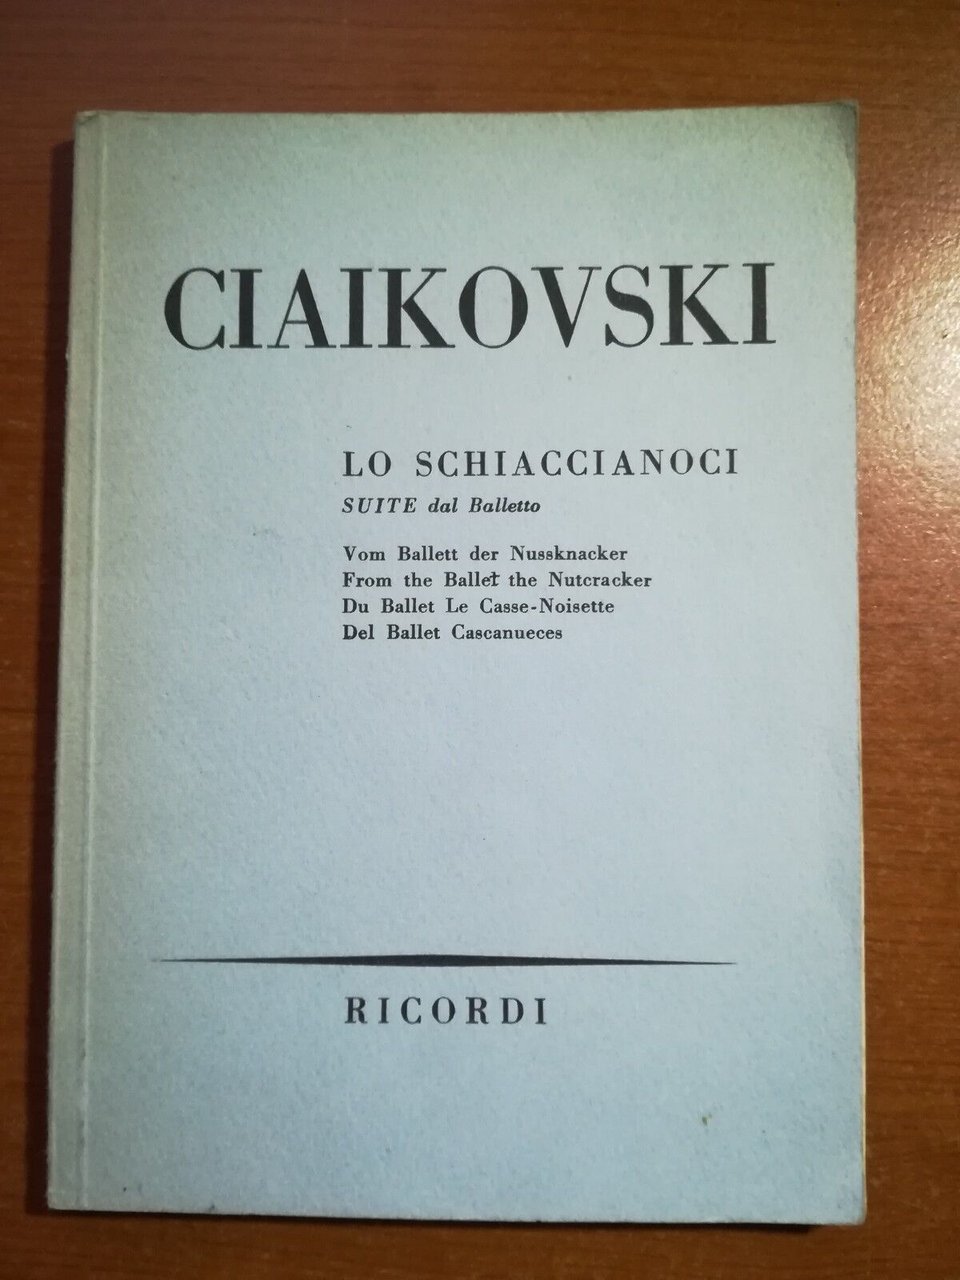 CIAIKOVSKI
LO SCHIACCIANOCI
SUITE dal Balletto
Vom Ballett der Nussknacker
From the Ballet the Nutcracker
Du Ballet Le Casse-Noisette
Del Ballet Cascanueces
RICORDI